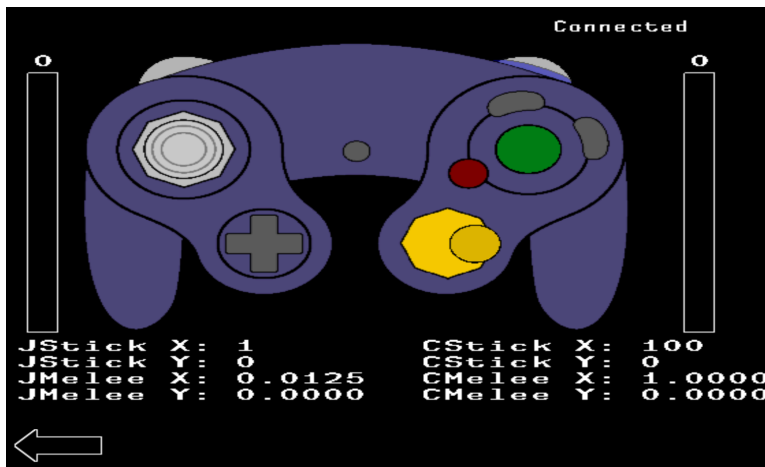 Connected
0 0
JStick X: 1 CStick X: 100
JStick Y: 0 CStick Y: 0
JMelee X: 0.0125 CMelee X: 1.0000
JMelee Y: 0.0000 CMelee Y: 0.0000